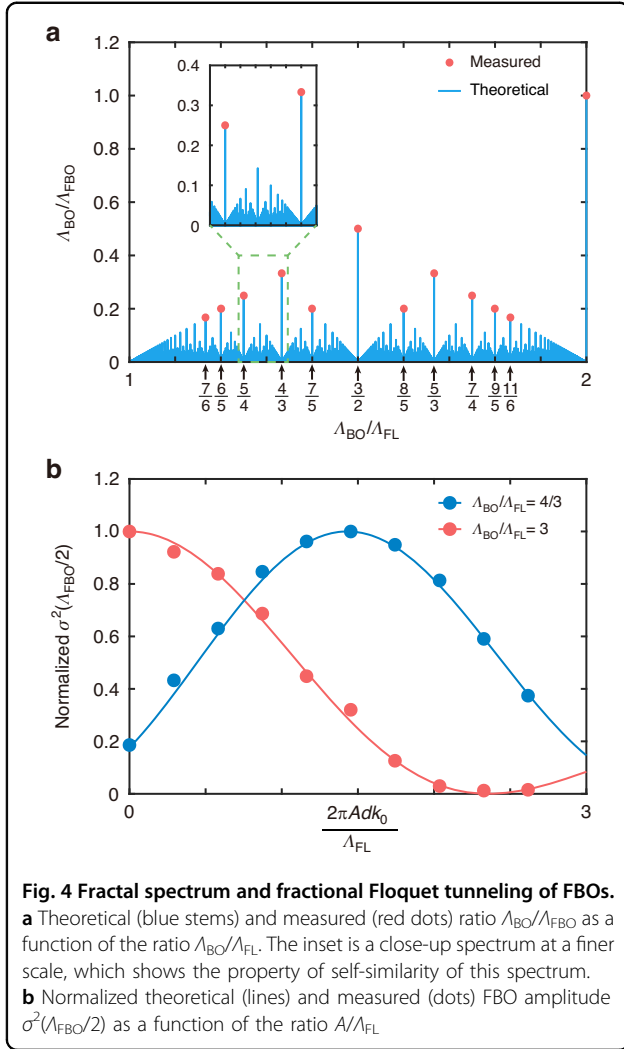 a
1.2
1.0
0.8
0.6
0.4
0.2
0
Λ_BO/Λ_FBO
0.4
0.3
0.2
0.1
0
Measured
Theoretical
1
7/6
6/5
5/4
4/3
7/5
3/2
8/5
5/3
7/4
9/5
11/6
2
Λ_BO/Λ_FL
b
1.2
1.0
0.8
0.6
0.4
0.2
0
Normalized σ²(Λ_FBO/2)
Λ_BO/Λ_FL = 4/3
Λ_BO/Λ_FL = 3
0
2πAdk₀/Λ_FL
3
Fig. 4 Fractal spectrum and fractional Floquet tunneling of FBOs.
a Theoretical (blue stems) and measured (red dots) ratio Λ_BO/Λ_FBO as a
function of the ratio Λ_BO/Λ_FL. The inset is a close-up spectrum at a finer
scale, which shows the property of self-similarity of this spectrum.
b Normalized theoretical (lines) and measured (dots) FBO amplitude
σ²(Λ_FBO/2) as a function of the ratio A/Λ_FL